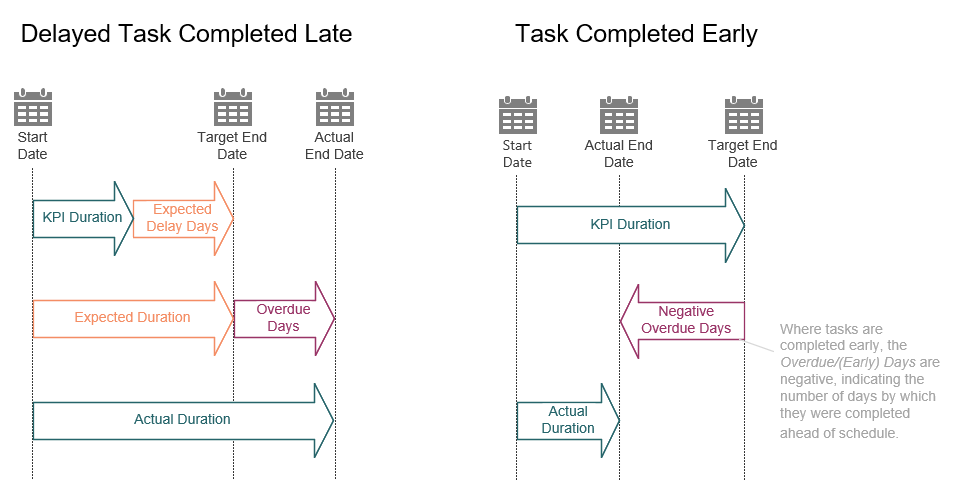 Delayed Task Completed Late
Start
Date
Target End
Date
Actual
End Date
KPI Duration
Expected
Delay Days
Expected Duration
Overdue
Days
Actual Duration
Task Completed Early
Start
Date
Actual End
Date
Target End
Date
KPI Duration
Negative
Overdue Days
Where tasks are
completed early, the
Overdue/(Early) Days are
negative, indicating the
number of days by which
they were completed
ahead of schedule.
Actual
Duration